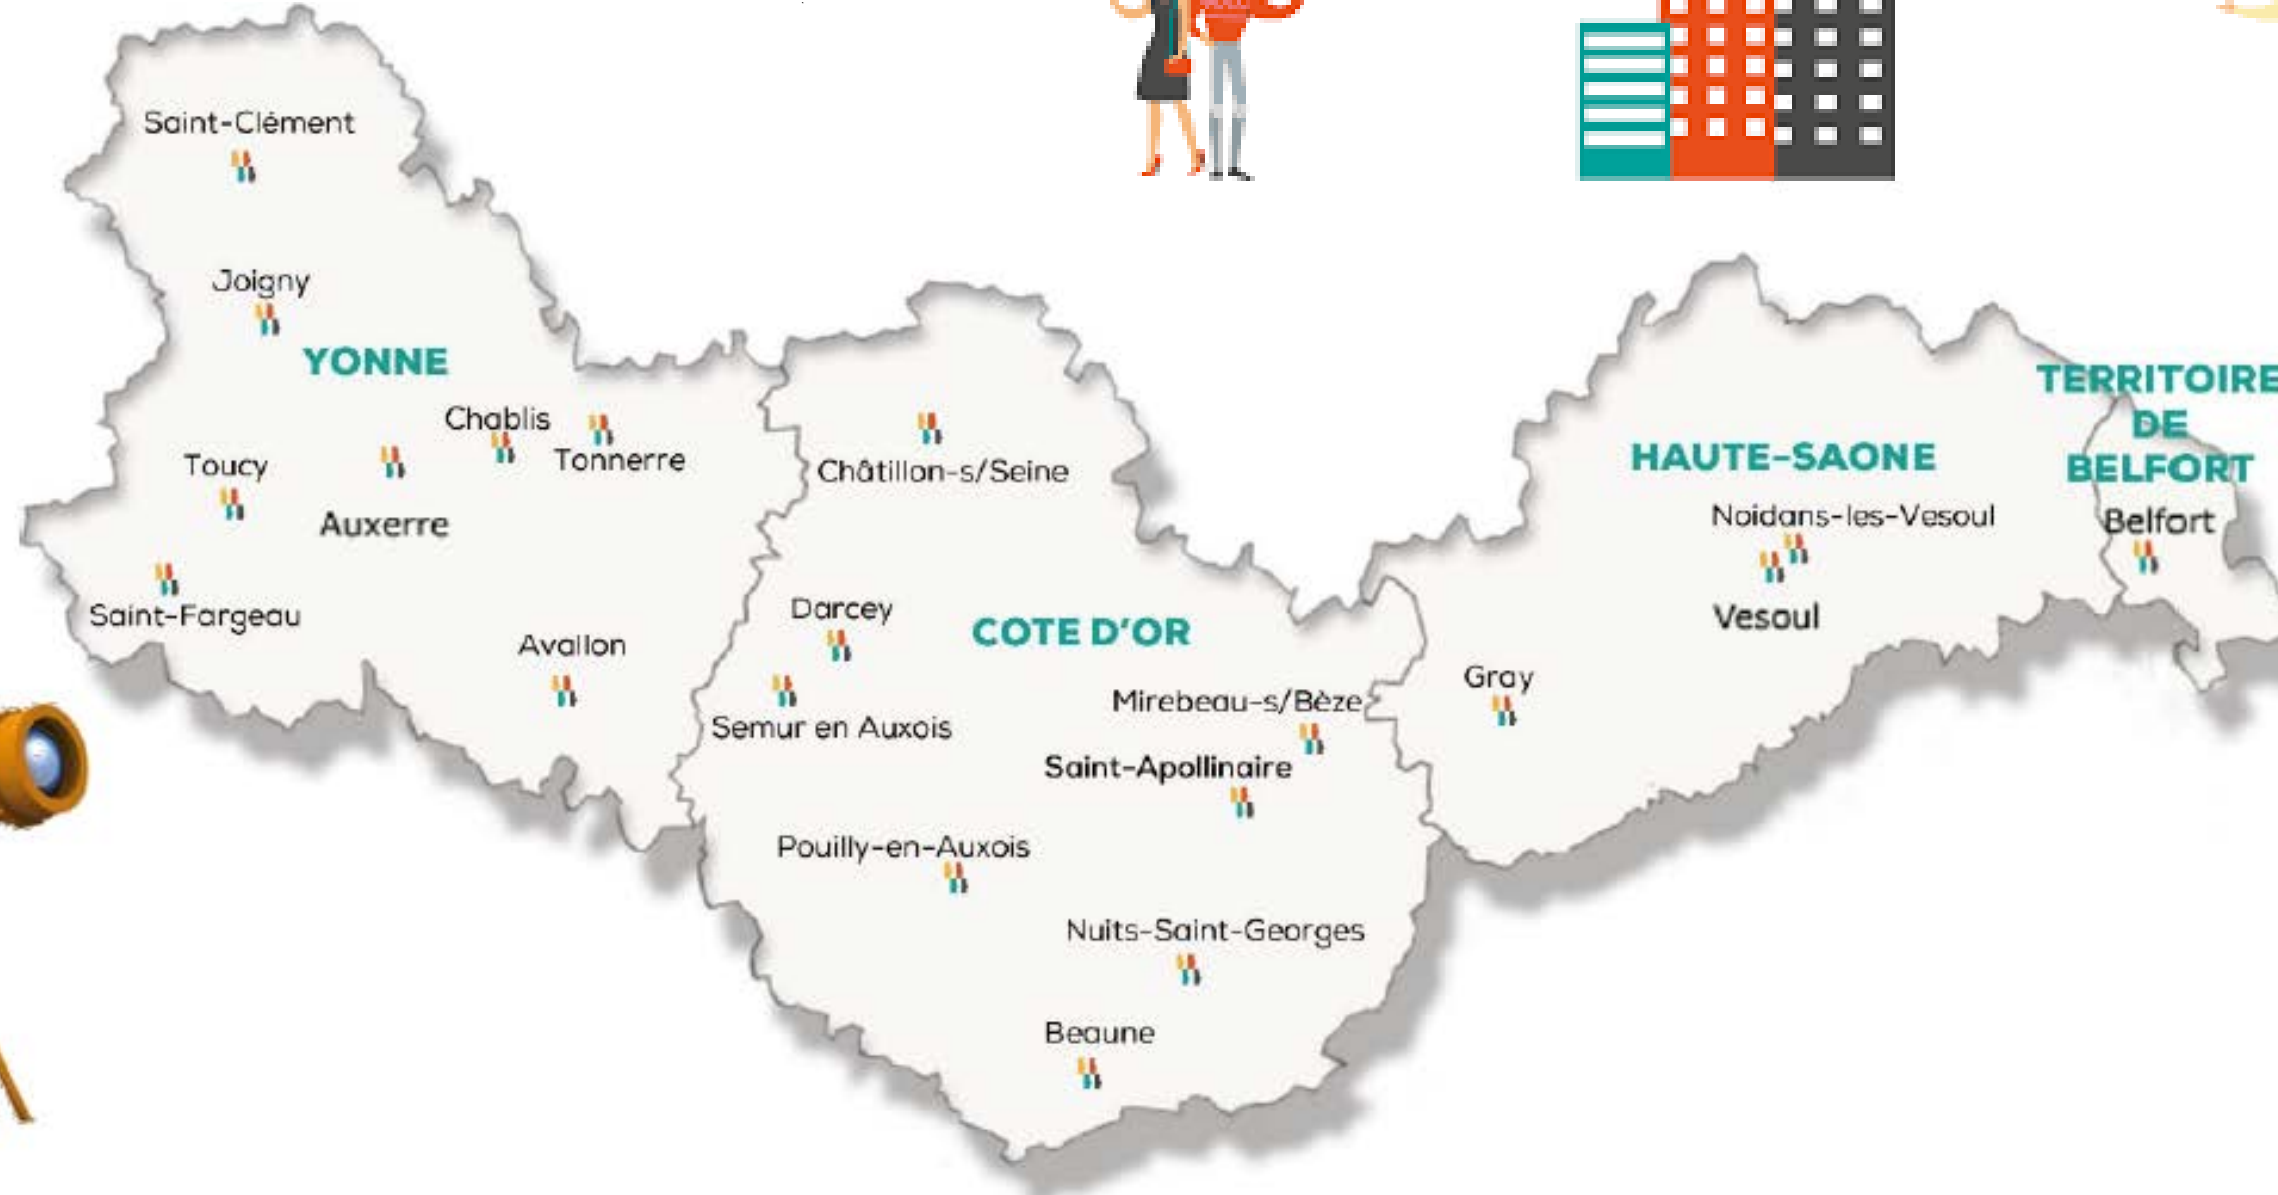 Saint-Clément
Joigny
YONNE
Chablis
Tonnerre
Toucy
Auxerre
Saint-Fargeau
Avallon
Châtillon-s/Seine
Darcey
COTE D'OR
Semur en Auxois
Mirebeau-s/Bèze
Saint-Apollinaire
Pouilly-en-Auxois
Nuits-Saint-Georges
Beaune
HAUTE-SAONE
Noidans-les-Vesoul
Vesoul
Gray
TERRITOIRE
DE
BELFORT
Belfort